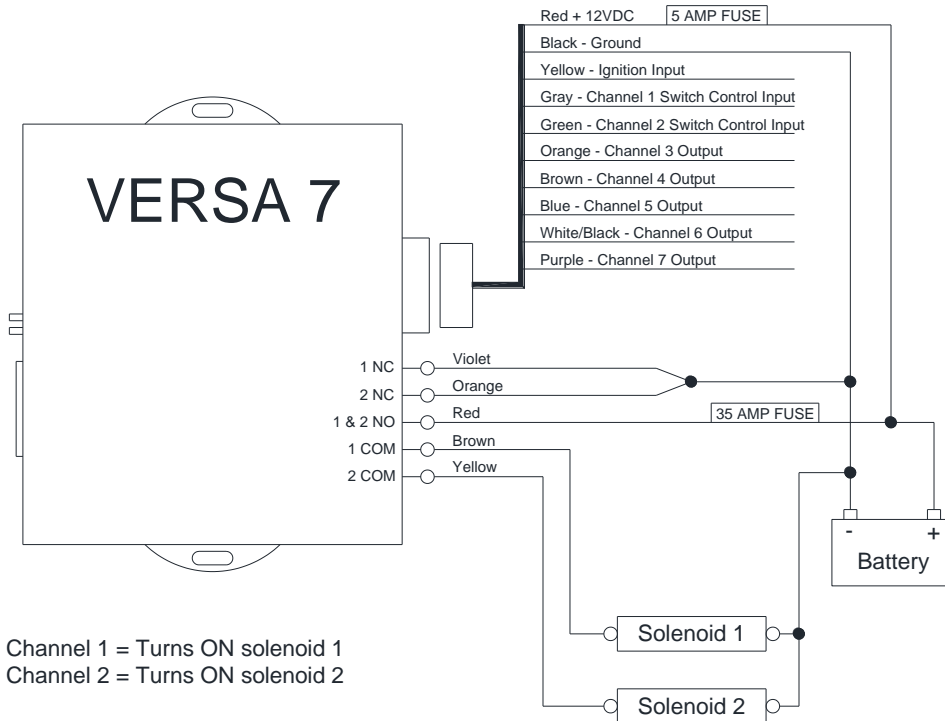 Red + 12VDC
5 AMP FUSE
Black - Ground
Yellow - Ignition Input
Gray - Channel 1 Switch Control Input
Green - Channel 2 Switch Control Input
Orange - Channel 3 Output
Brown - Channel 4 Output
Blue - Channel 5 Output
White/Black - Channel 6 Output
Purple - Channel 7 Output
VERSA 7
1 NC
Violet
2 NC
Orange
1 & 2 NO
Red
35 AMP FUSE
1 COM
Brown
2 COM
Yellow
- +
Battery
Solenoid 1
Solenoid 2
Channel 1 = Turns ON solenoid 1
Channel 2 = Turns ON solenoid 2